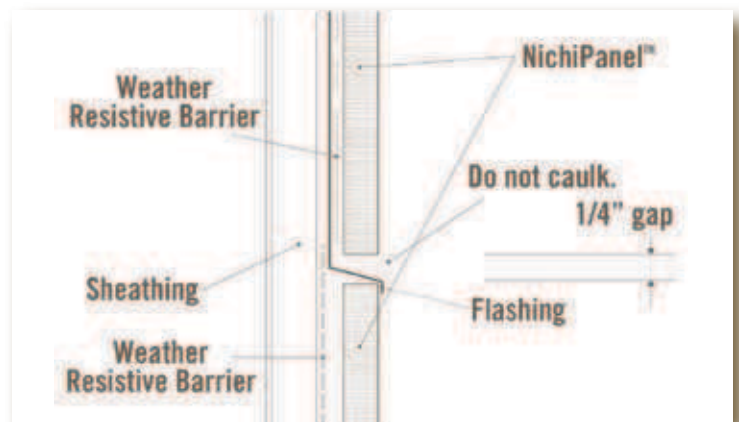 NichiPanel™
Weather
Resistive Barrier
Do not caulk.
1/4” gap
Sheathing
Flashing
Weather
Resistive Barrier